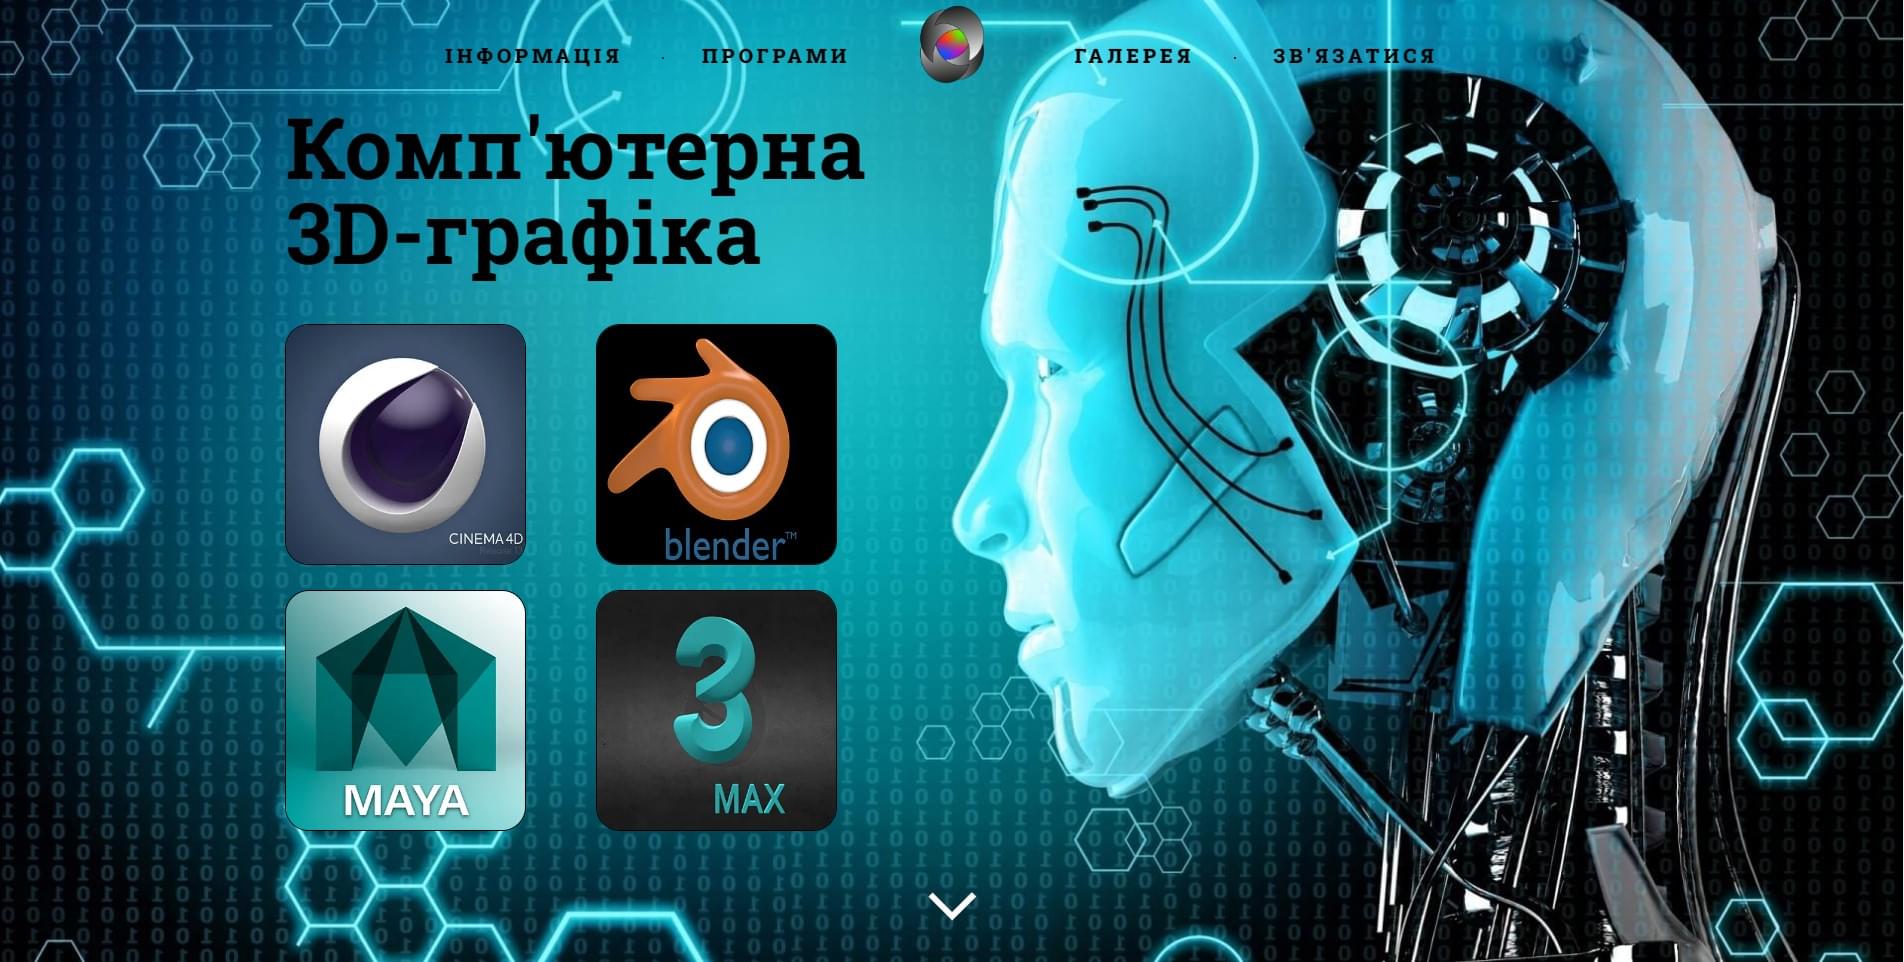 ІНФОРМАЦІЯ · ПРОГРАМИ ГАЛЕРЕЯ · ЗВ'ЯЗАТИСЯ
Комп'ютерна
3D-графіка
CINEMA 4D
blender™
MAYA
3
MAX